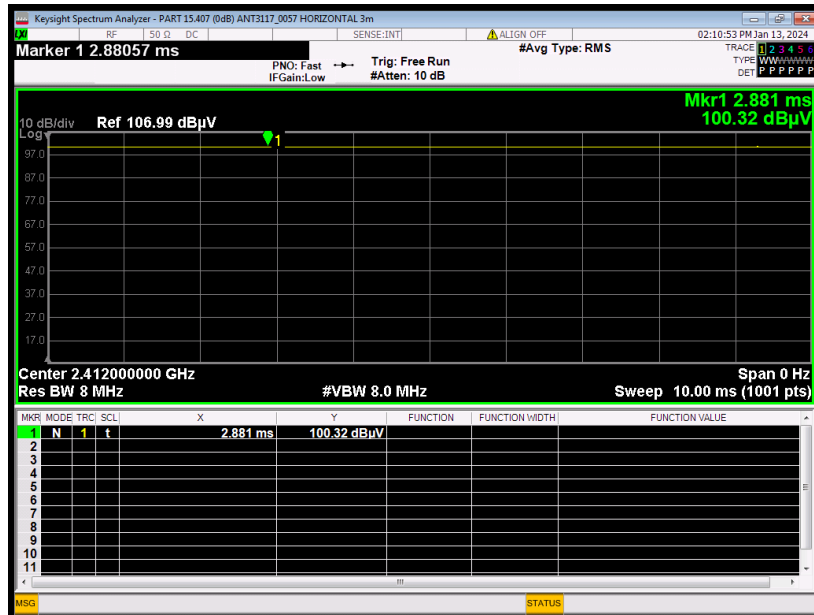 Keysight Spectrum Analyzer - PART 15.407 (0dB) ANT3117_0057 HORIZONTAL 3m
LXI RF 50 Ω DC SENSE:INT ALIGN OFF 02:10:53 PM Jan 13, 2024
Marker 1 2.88057 ms #Avg Type: RMS TRACE 1 2 3 4 5 6
PNO: Fast Trig: Free Run TYPE WWWWWW
IFGain:Low #Atten: 10 dB DET P P P P P P
Mkr1 2.881 ms
10 dB/div Ref 106.99 dBµV 100.32 dBµV
Log
1
97.0
87.0
77.0
67.0
57.0
47.0
37.0
27.0
17.0
Center 2.412000000 GHz Span 0 Hz
Res BW 8 MHz #VBW 8.0 MHz Sweep 10.00 ms (1001 pts)
MKR MODE TRC SCL X Y FUNCTION FUNCTION WIDTH FUNCTION VALUE
1 N 1 t 2.881 ms 100.32 dBµV
2
3
4
5
6
7
8
9
10
11
MSG STATUS